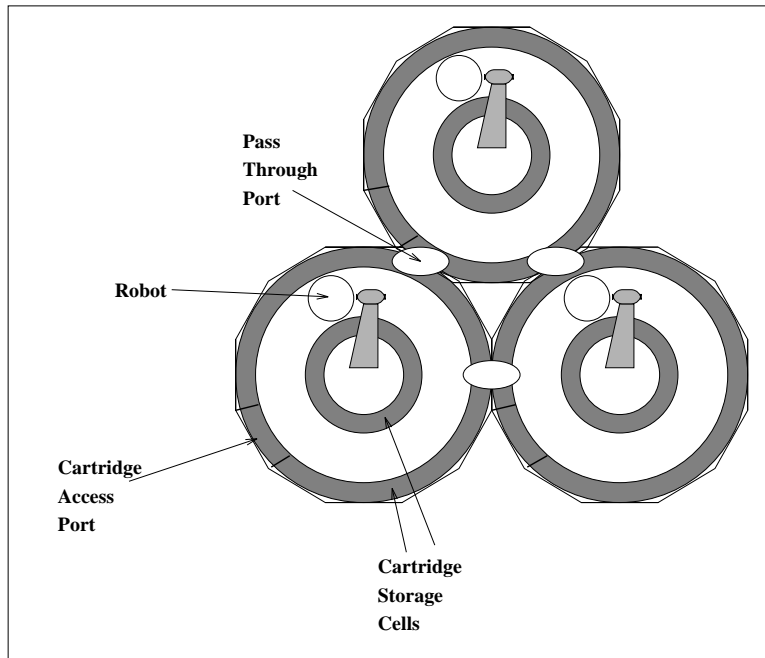 Pass
Through
Port
Robot
Cartridge
Access
Port
Cartridge
Storage
Cells